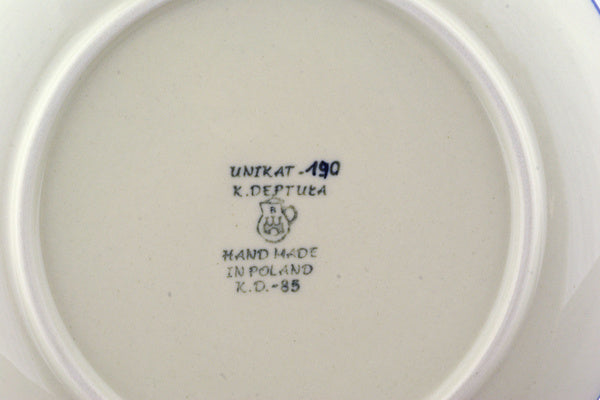 UNIKAT-190
K.DEPTUŁA
B
HAND MADE
IN POLAND
K.D.-85